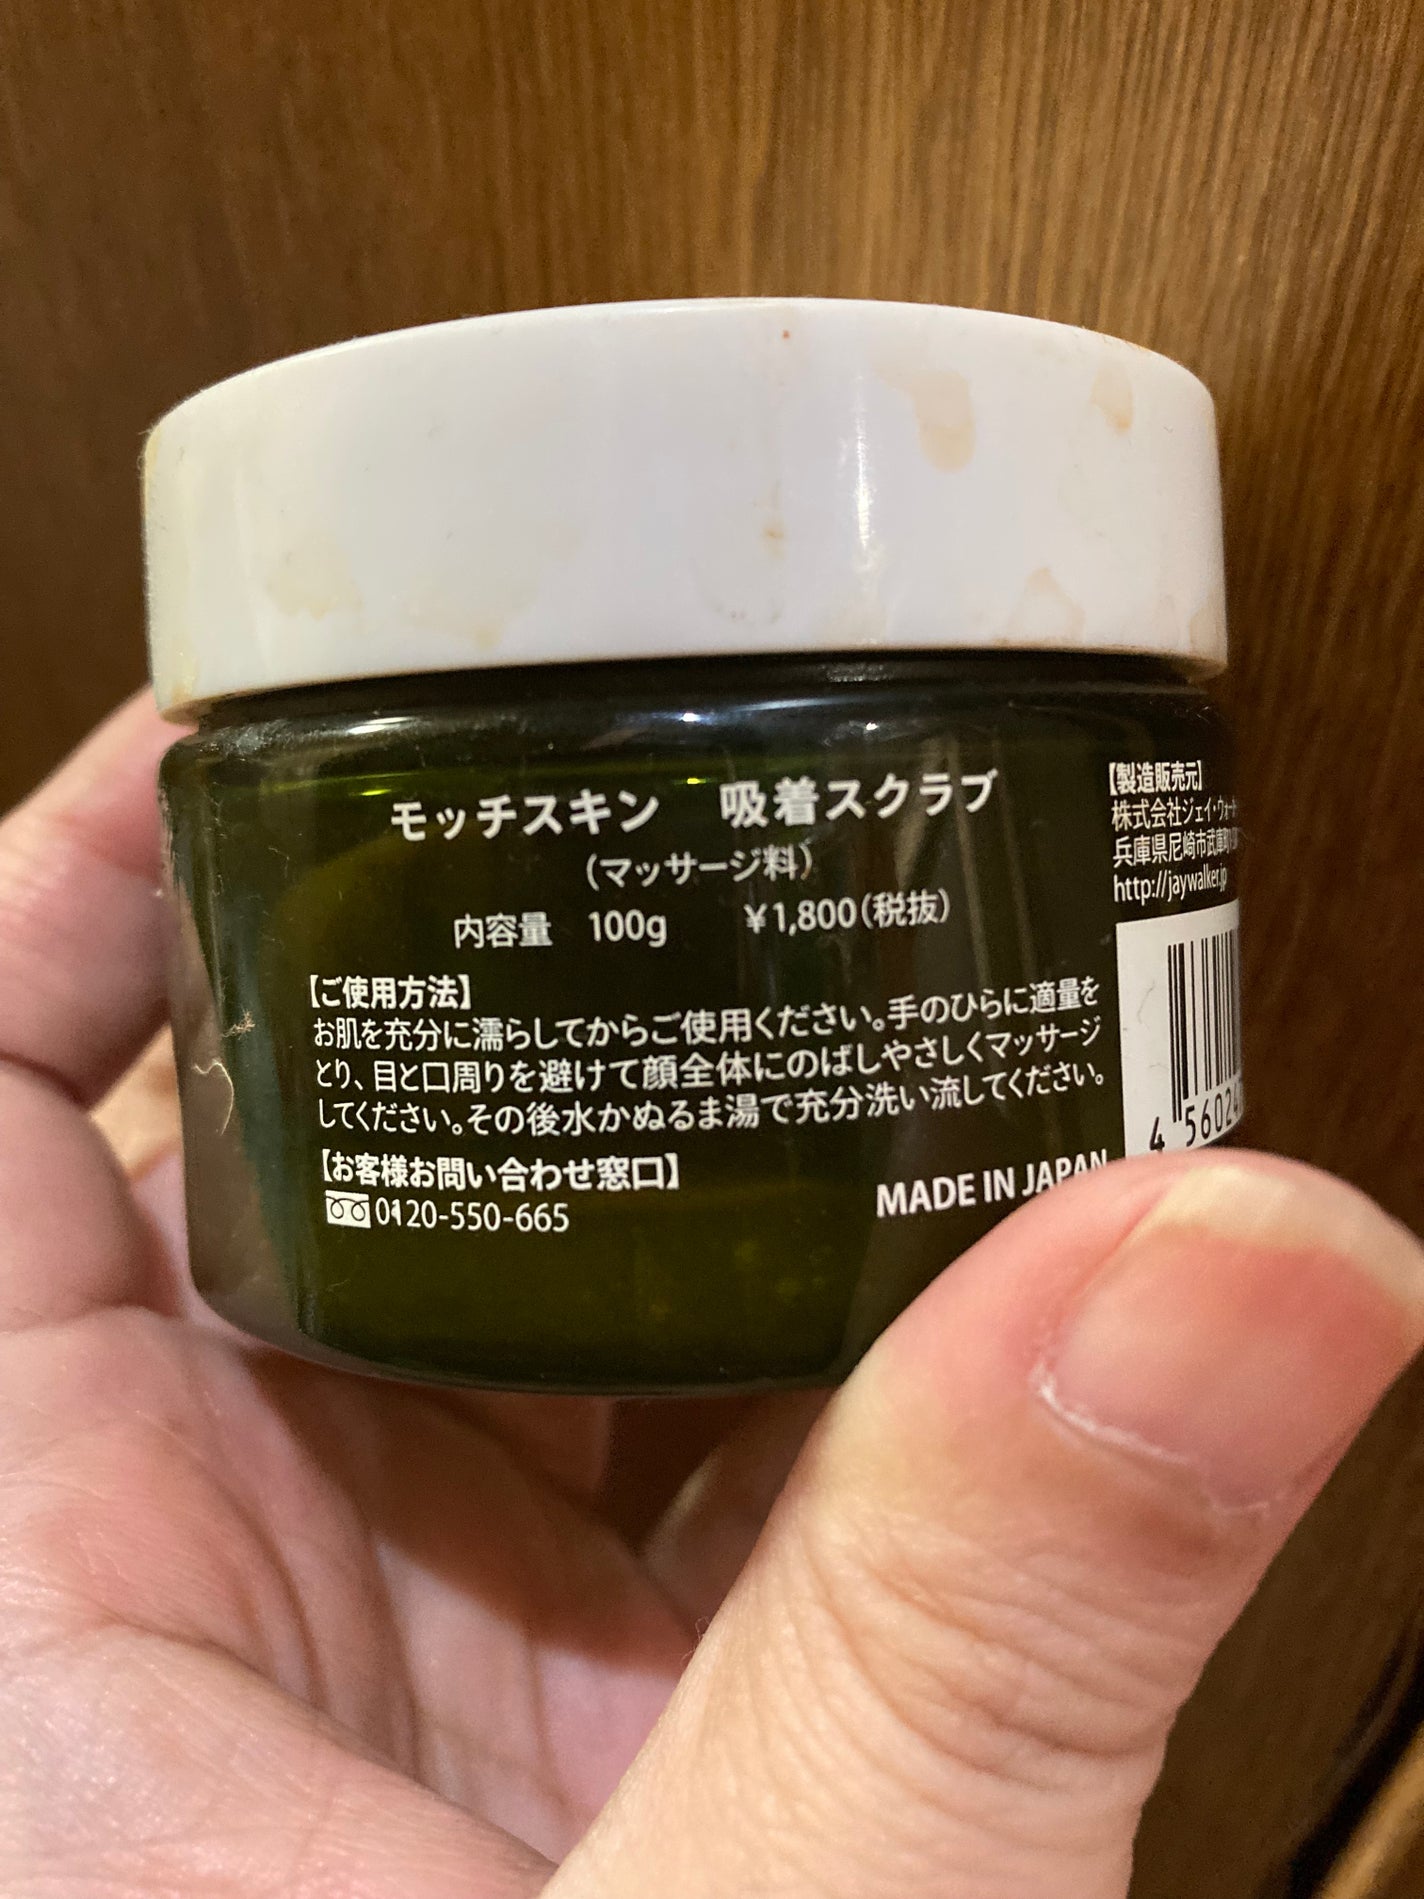 モッチスキン 吸着スクラブ
(マッサージ料)
内容量 100g ¥1,800(税抜)
【ご使用方法】
お肌を充分に濡らしてからご使用ください。手のひらに適量を
とり、目と口周りを避けて顔全体にのばしやさしくマッサージ
してください。その後水かぬるま湯で充分洗い流してください。
【お客様お問い合わせ窓口】
0120-550-665
MADE IN JAPAN
【製造販売元】
株式会社ジェイ・ウォー
兵庫県尼崎市武庫町
http://jaywalker.jp
4 56024